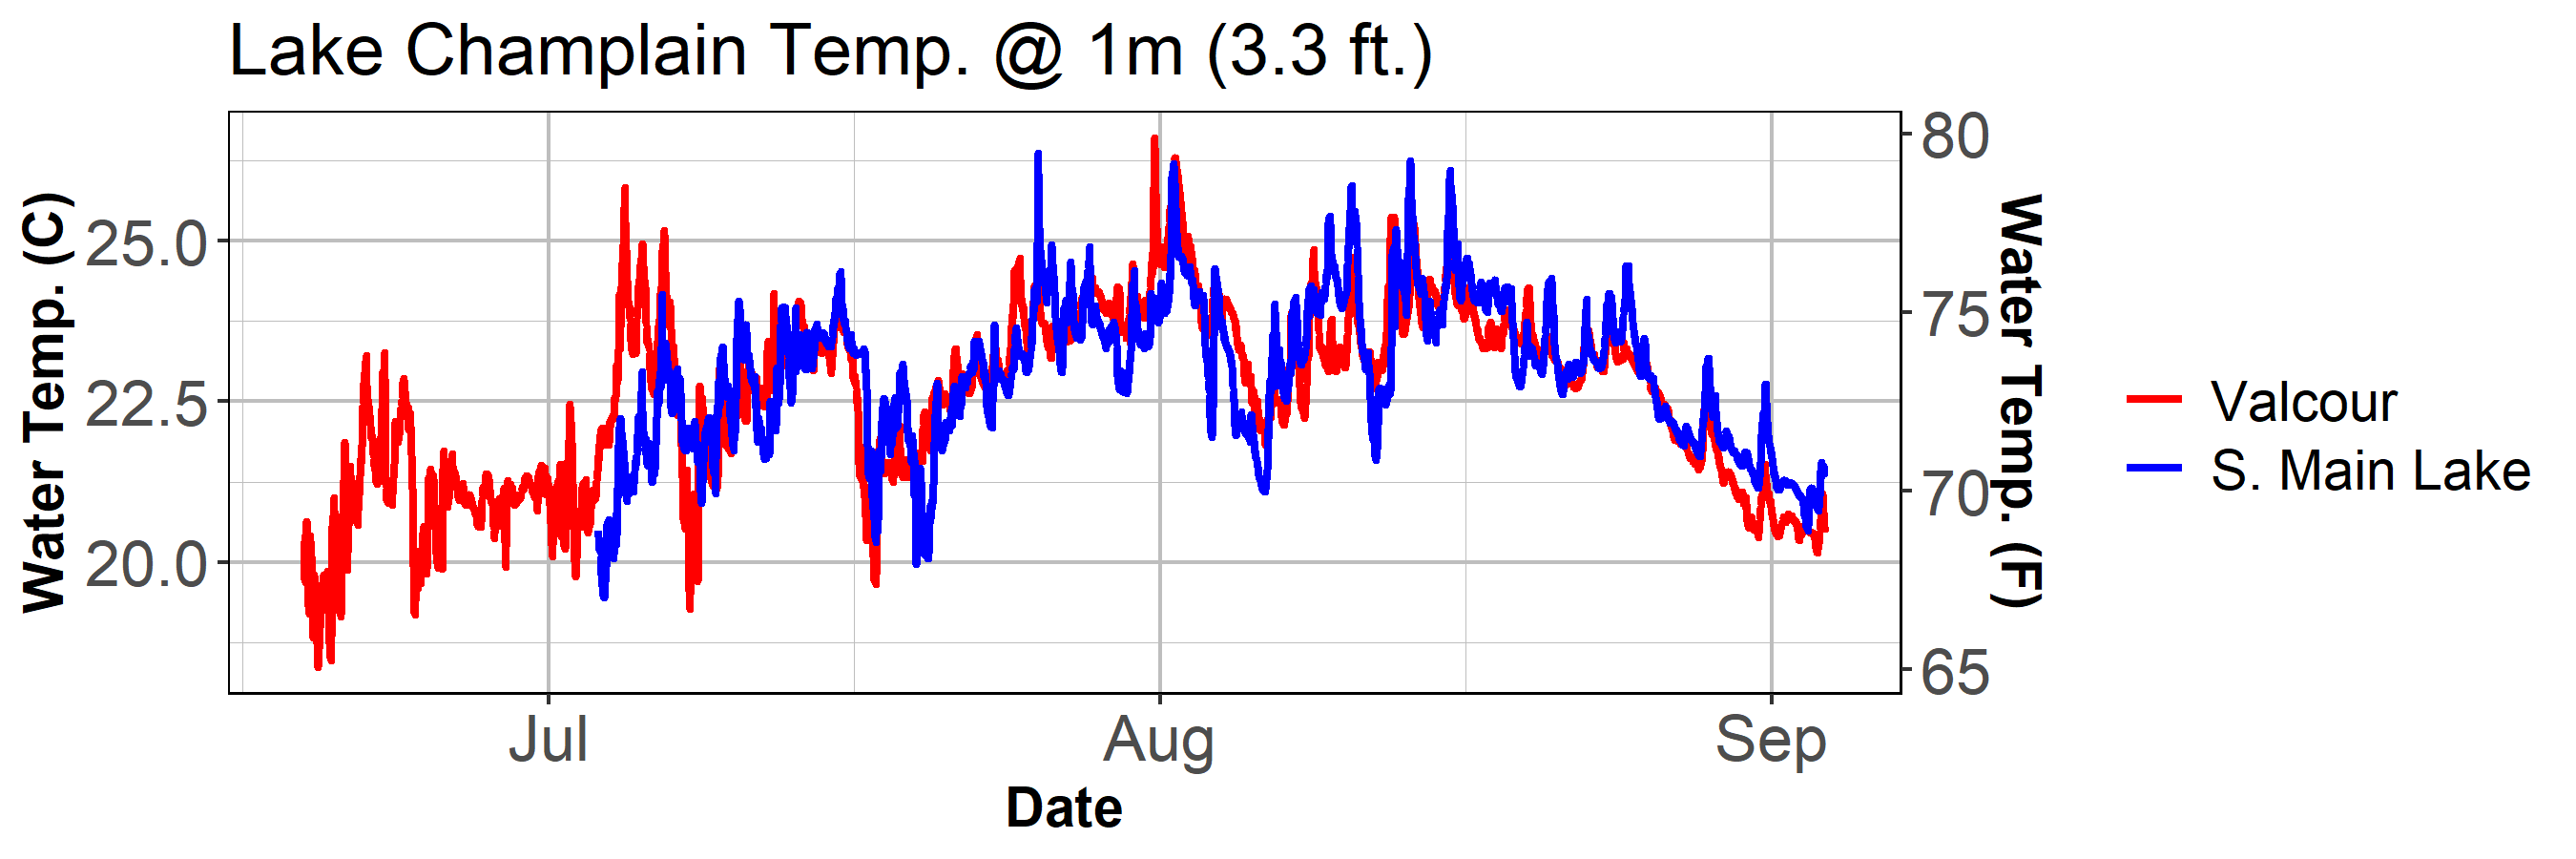 Lake Champlain Temp. @ 1m (3.3 ft.)
Water Temp. (C)
25.0
22.5
20.0
80
75
70
65
Water Temp. (F)
Jul
Aug
Sep
Date
Valcour
S. Main Lake